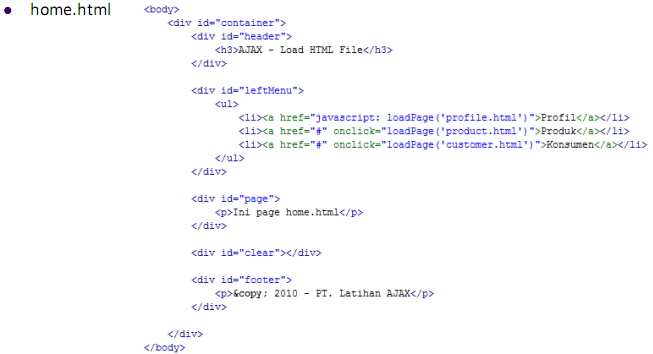 • home.html
<body>
<div id="container">
<div id="header">
<h3>AJAX - Load HTML File</h3>
</div>
<div id="leftMenu">
<ul>
<li><a href="javascript: loadPage('profile.html')">Profil</a></li>
<li><a href="#" onclick="loadPage('product.html')">Produk</a></li>
<li><a href="#" onclick="loadPage('customer.html')">Konsumen</a></li>
</ul>
</div>
<div id="page">
<p>Ini page home.html</p>
</div>
<div id="clear"></div>
<div id="footer">
<p>&copy; 2010 - PT. Latihan AJAX</p>
</div>
</div>
</body>